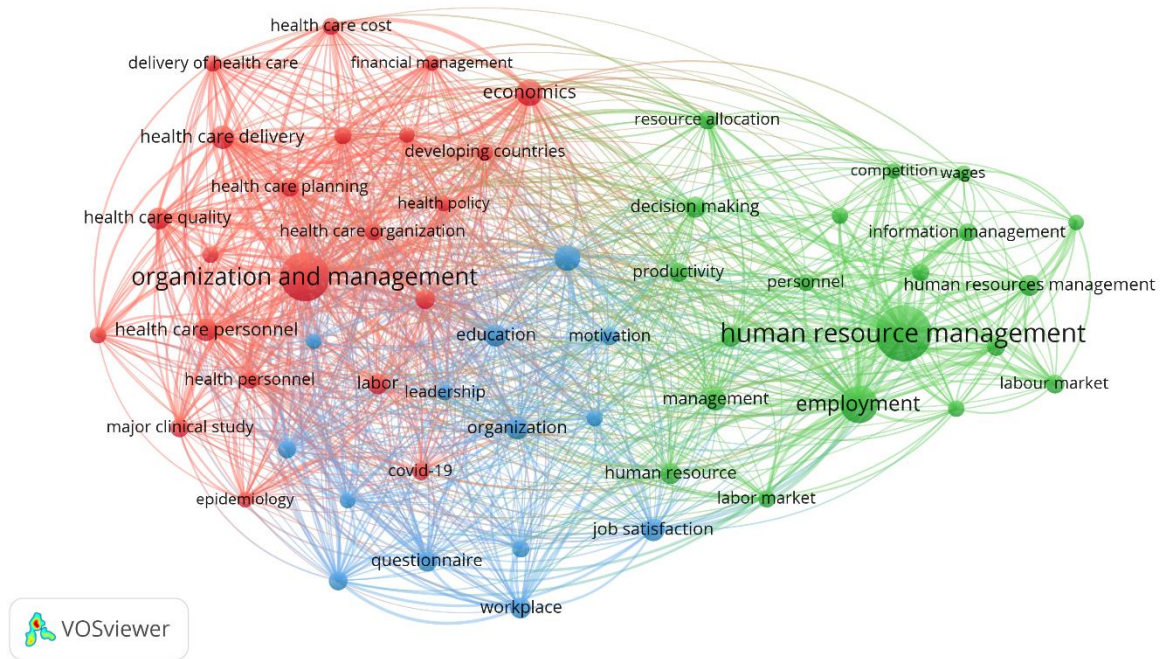 health care cost
delivery of health care
financial management
economics
resource allocation
health care delivery
developing countries
competition
wages
health care planning
health policy
decision making
health care quality
health care organization
information management
organization and management
productivity
personnel
human resources management
health care personnel
education
motivation
human resource management
health personnel
labor
leadership
management
employment
labour market
major clinical study
organization
covid-19
human resource
epidemiology
labor market
job satisfaction
questionnaire
workplace
VOSviewer